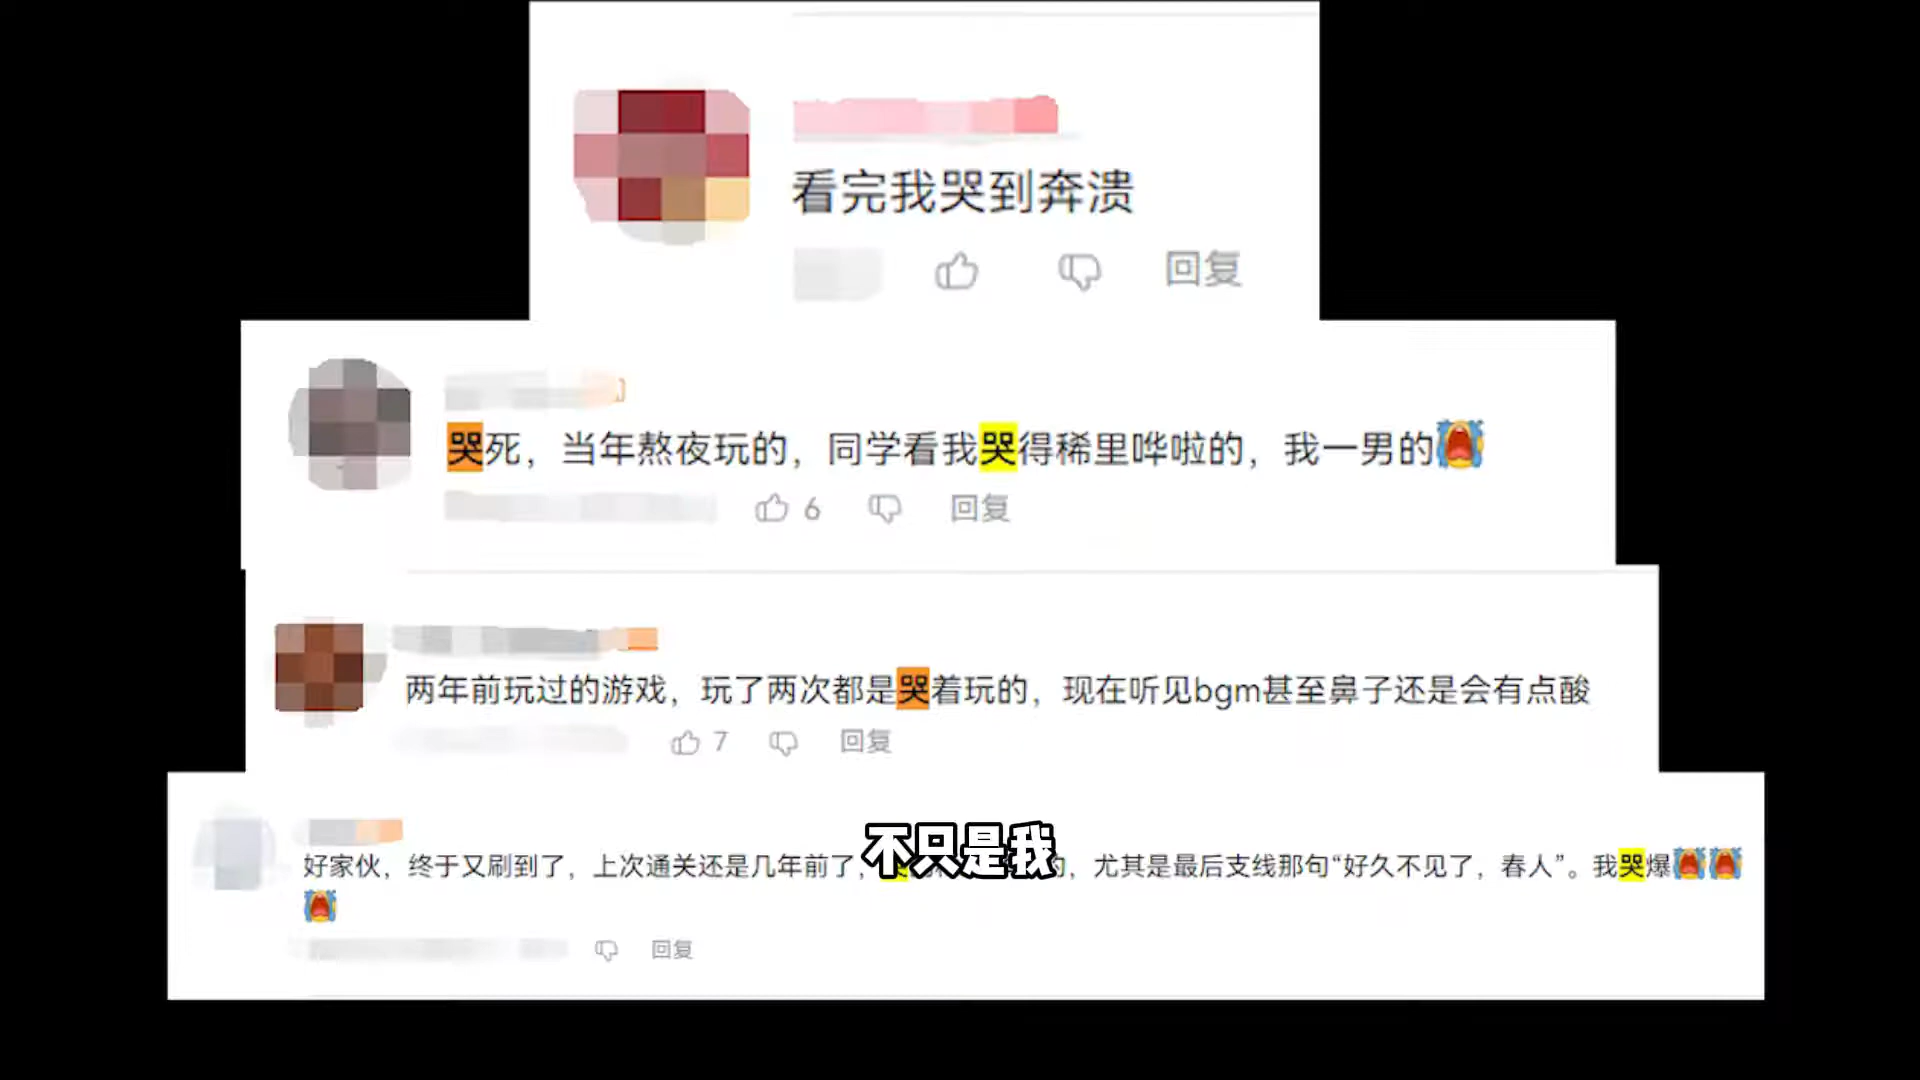 看完我哭到奔溃
回复
哭死，当年熬夜玩的，同学看我哭得稀里哗啦的，我一男的
6 回复
两年前玩过的游戏，玩了两次都是哭着玩的，现在听见bgm甚至鼻子还是会有点酸
7 回复
好家伙，终于又刷到了，上次通关还是几年前了，的，尤其是最后支线那句“好久不见了，春人”。我哭爆
不只是我
回复